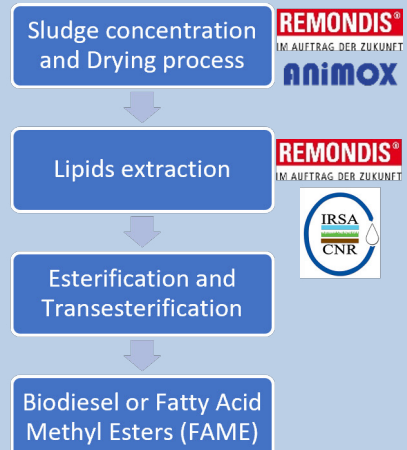 Sludge concentration
and Drying process
REMONDIS®
IM AUFTRAG DER ZUKUNFT
ANiMOX
Lipids extraction
REMONDIS®
IM AUFTRAG DER ZUKUNFT
IRSA
CNR
Esterification and
Transesterification
Biodiesel or Fatty Acid
Methyl Esters (FAME)